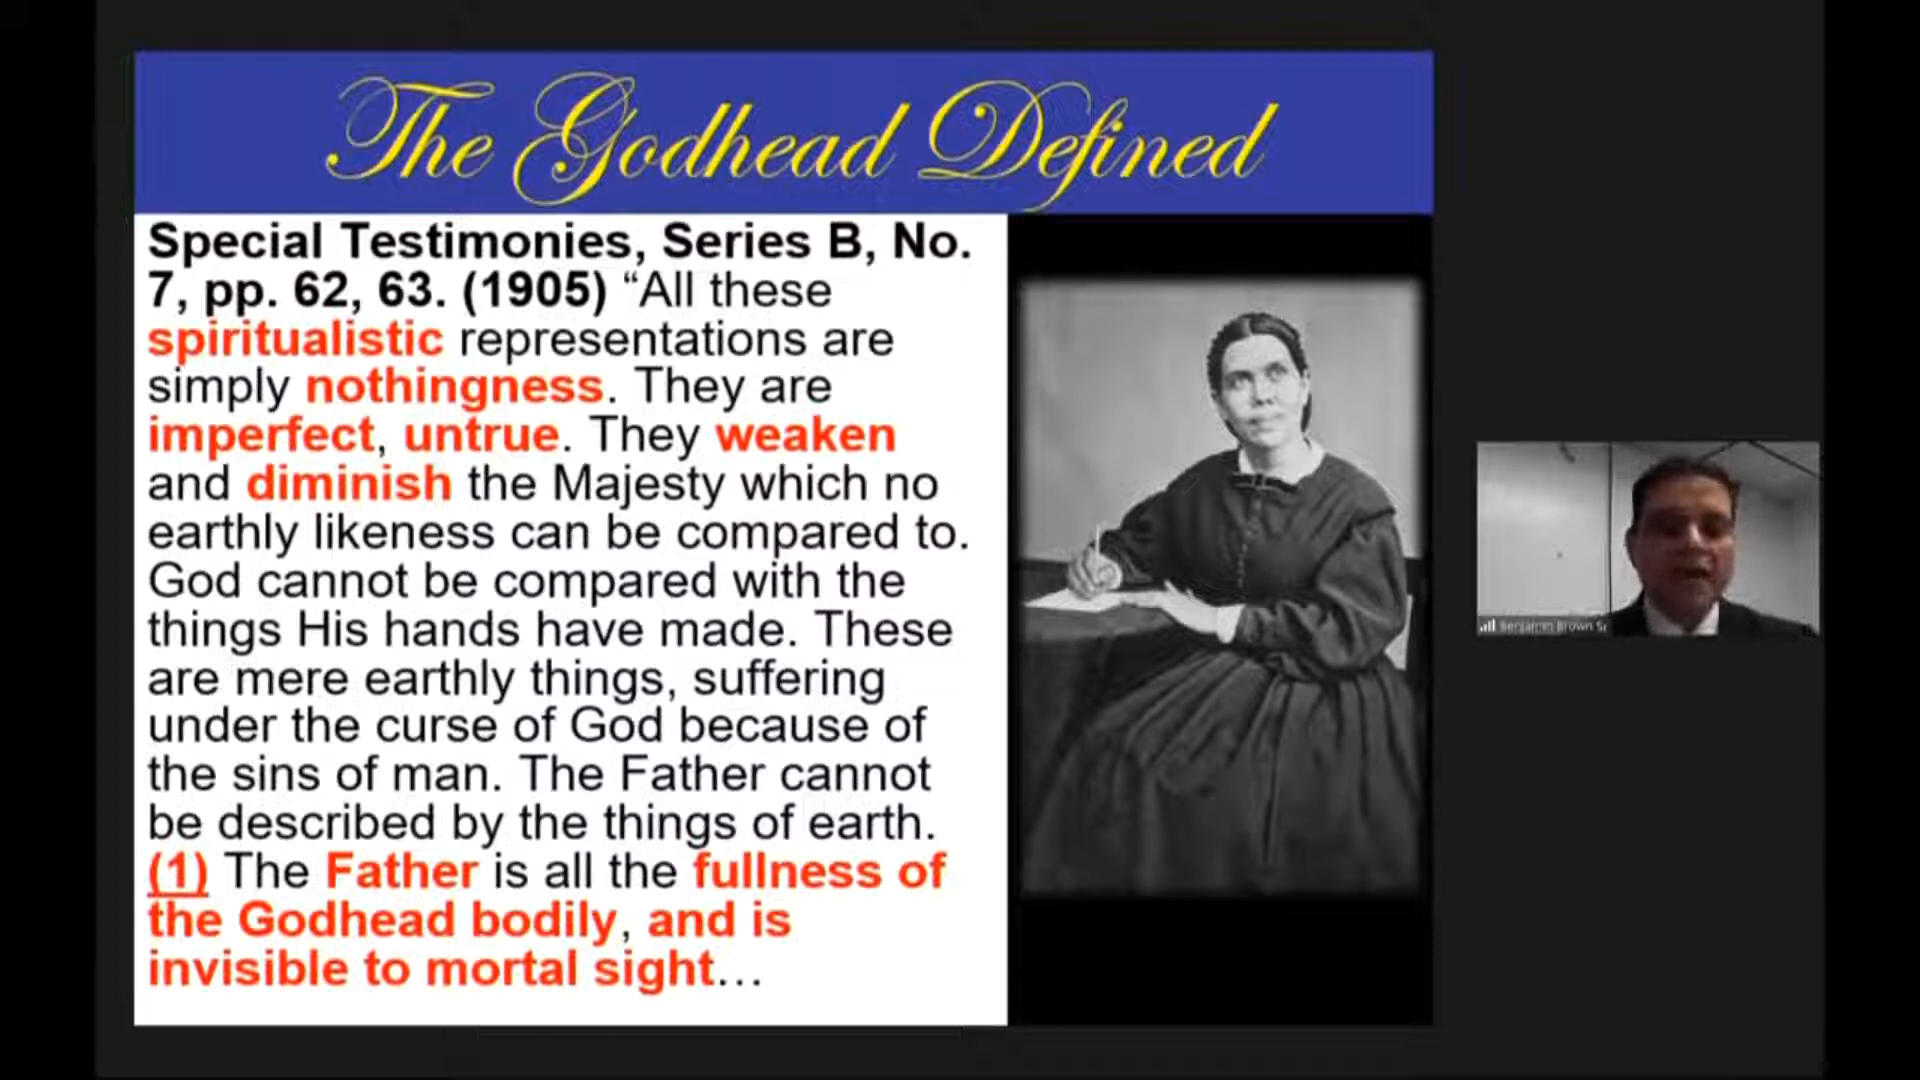 The Godhead Defined
Special Testimonies, Series B, No.
7, pp. 62, 63. (1905) “All these
spiritualistic representations are
simply nothingness. They are
imperfect, untrue. They weaken
and diminish the Majesty which no
earthly likeness can be compared to.
God cannot be compared with the
things His hands have made. These
are mere earthly things, suffering
under the curse of God because of
the sins of man. The Father cannot
be described by the things of earth.
(1) The Father is all the fullness of
the Godhead bodily, and is
invisible to mortal sight…
Benjamin Brown Sr